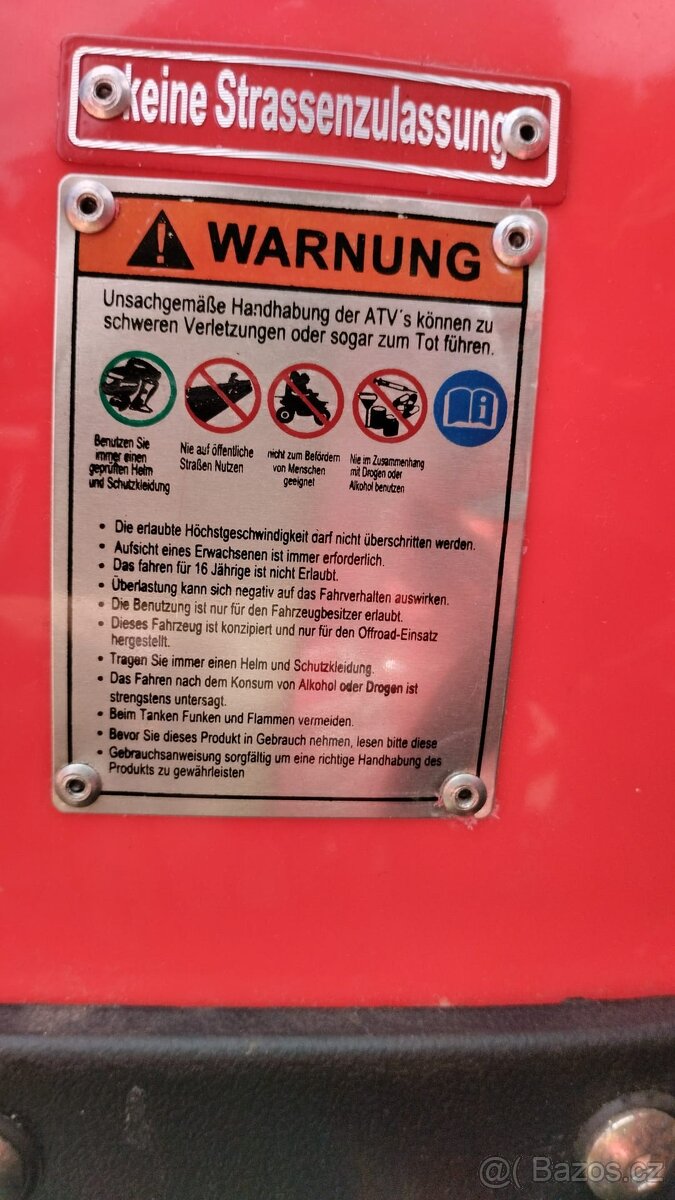 keine Strassenzulassung
WARNUNG
Unsachgemäße Handhabung der ATV´s können zu
schweren Verletzungen oder sogar zum Tot führen.
Benutzen Sie
immer einen
geprüften Helm
und Schutzkleidung
Nie auf öffentliche
Straßen Nutzen
nicht zum Befördern
von Menschen
geeignet
Nie im Zusammenhang
mit Drogen oder
Alkohol benutzen
• Die erlaubte Höchstgeschwindigkeit darf nicht überschritten werden.
• Aufsicht eines Erwachsenen ist immer erforderlich.
• Das fahren für 16 Jährige ist nicht Erlaubt.
• Überlastung kann sich negativ auf das Fahrverhalten auswirken.
• Die Benutzung ist nur für den Fahrzeugbesitzer erlaubt.
• Dieses Fahrzeug ist konzipiert und nur für den Offroad-Einsatz
hergestellt.
• Tragen Sie immer einen Helm und Schutzkleidung.
• Das Fahren nach dem Konsum von Alkohol oder Drogen ist
strengstens untersagt.
• Beim Tanken Funken und Flammen vermeiden.
• Bevor Sie dieses Produkt in Gebrauch nehmen, lesen bitte diese
• Gebrauchsanweisung sorgfältig um eine richtige Handhabung des
Produkts zu gewährleisten
@( Bazos.cz